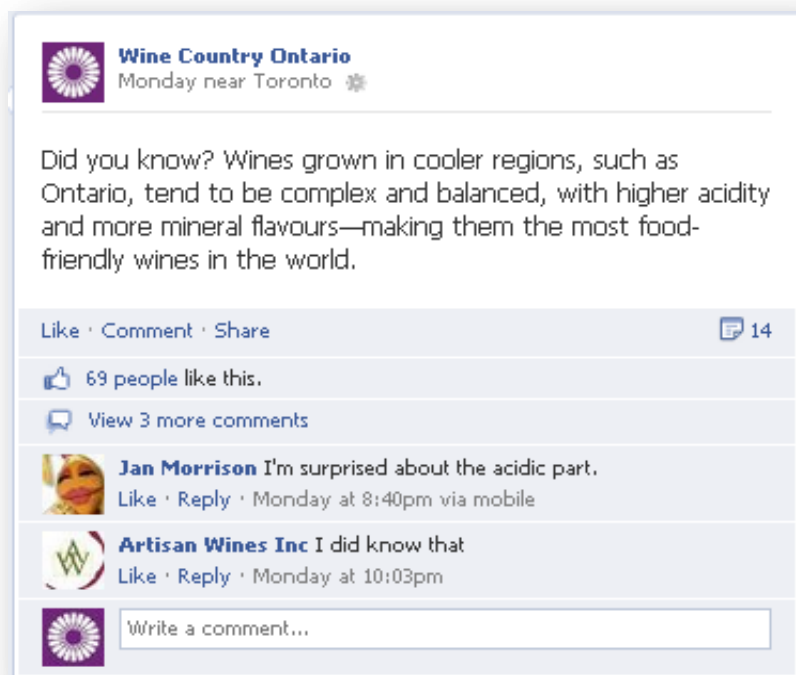 Wine Country Ontario
Monday near Toronto
Did you know? Wines grown in cooler regions, such as
Ontario, tend to be complex and balanced, with higher acidity
and more mineral flavours—making them the most food-
friendly wines in the world.
Like · Comment · Share 14
69 people like this.
View 3 more comments
Jan Morrison I'm surprised about the acidic part.
Like · Reply · Monday at 8:40pm via mobile
Artisan Wines Inc I did know that
Like · Reply · Monday at 10:03pm
Write a comment...